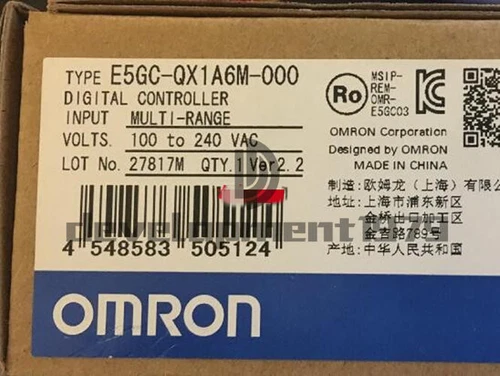 TYPE E5GC-QX1A6M-000
DIGITAL CONTROLLER
INPUT MULTI-RANGE
VOLTS. 100 to 240 VAC
LOT No. 27817M QTY.1 Ver2.2
4 548583 505124
Ro
MSIP-
REM-
OMR-
E5GC03
OMRON Corporation
Designed by OMRON
MADE IN CHINA
制造: 欧姆龙（上海）有限公
地址: 上海市浦东新区
金桥出口加工区
金吉路789号
产地: 中华人民共和国
development1974
OMRON